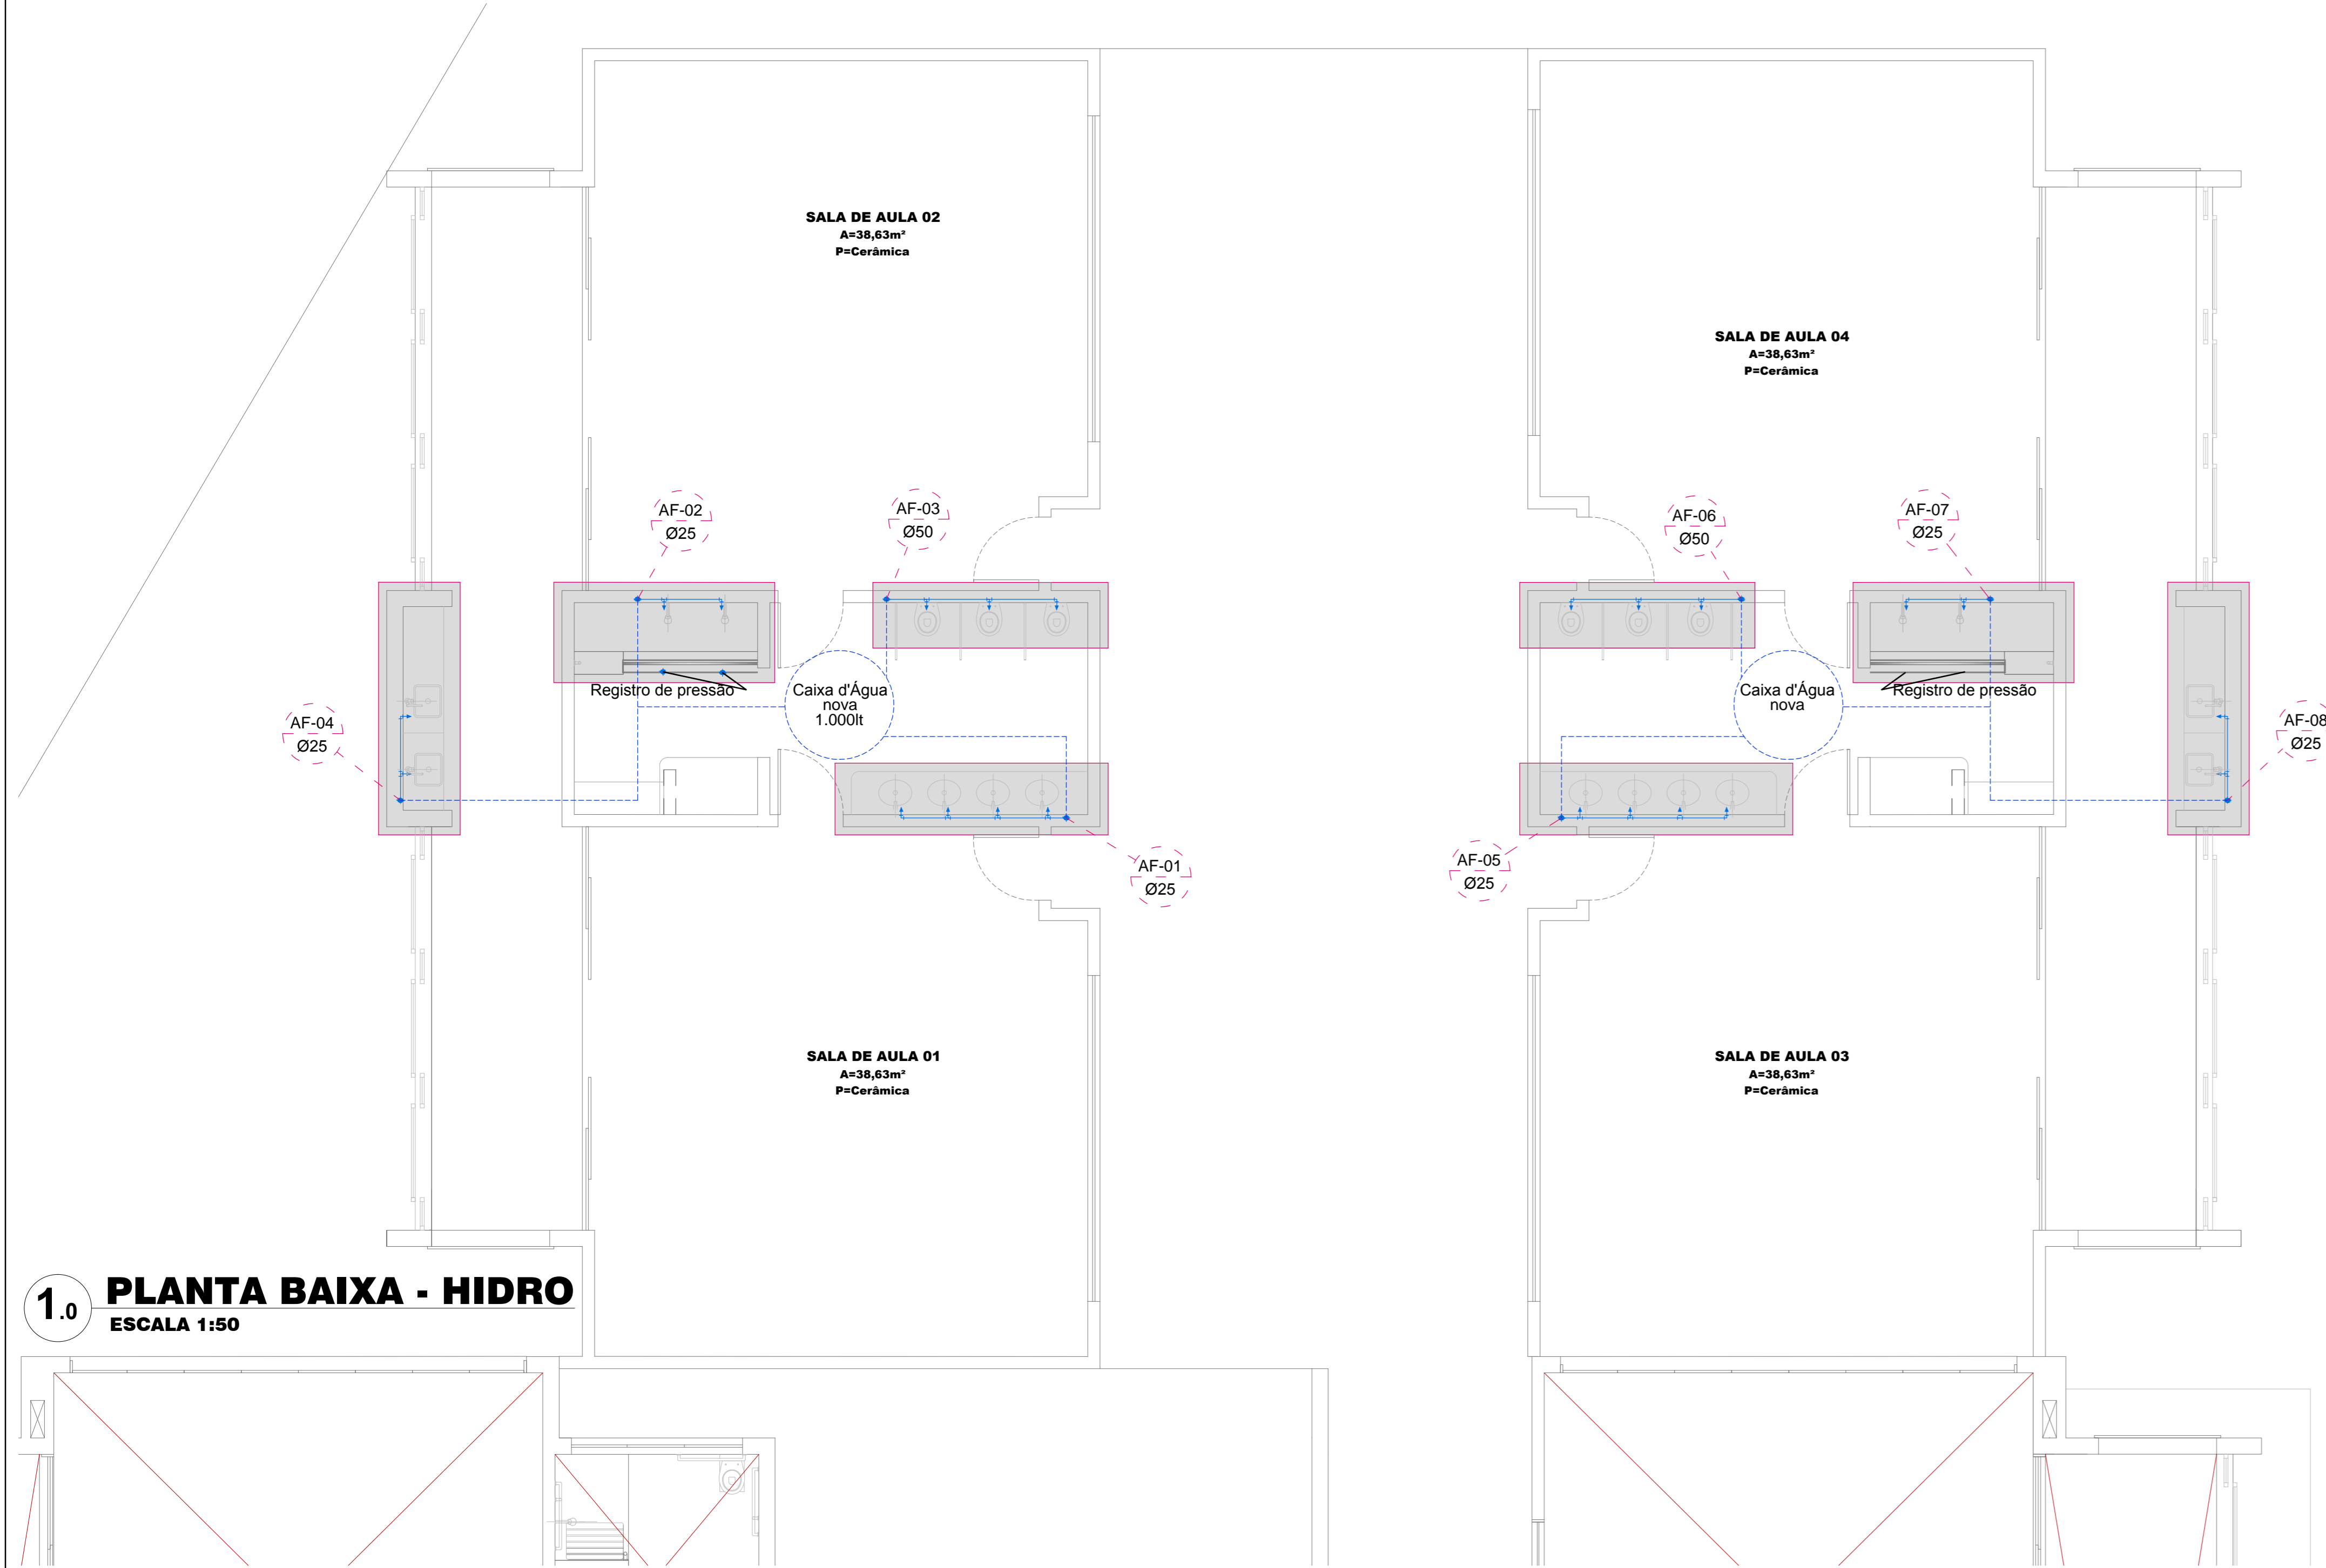 SALA DE AULA 02
A=38,63m²
P=Cerâmica
SALA DE AULA 04
A=38,63m²
P=Cerâmica
AF-02
Ø25
AF-03
Ø50
AF-06
Ø50
AF-07
Ø25
Registro de pressão
Caixa d'Água
nova
1.000lt
Caixa d'Água
nova
Registro de pressão
AF-04
Ø25
AF-08
Ø25
AF-01
Ø25
AF-05
Ø25
SALA DE AULA 01
A=38,63m²
P=Cerâmica
SALA DE AULA 03
A=38,63m²
P=Cerâmica
1.0
PLANTA BAIXA - HIDRO
ESCALA 1:50